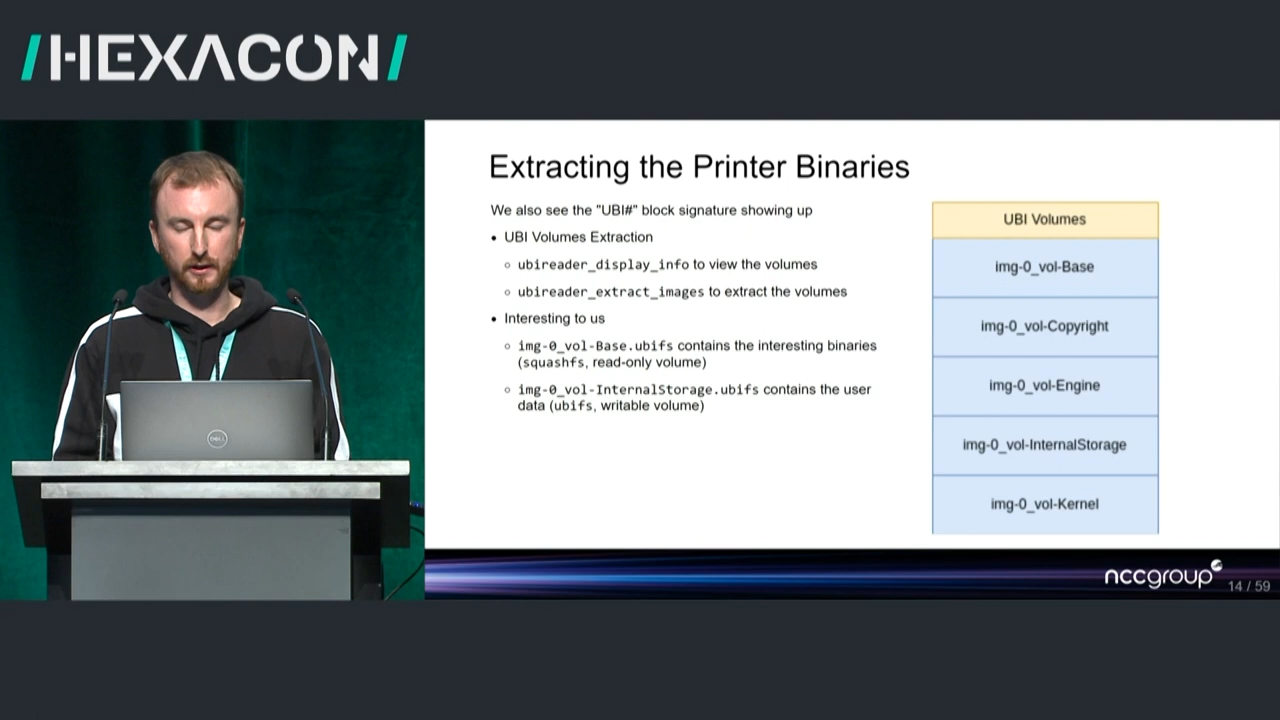 /HEXACON/
Extracting the Printer Binaries
We also see the "UBI#" block signature showing up
• UBI Volumes Extraction
◦ ubireader_display_info to view the volumes
◦ ubireader_extract_images to extract the volumes
• Interesting to us
◦ img-0_vol-Base.ubifs contains the interesting binaries
(squashfs, read-only volume)
◦ img-0_vol-InternalStorage.ubifs contains the user
data (ubifs, writable volume)
UBI Volumes
img-0_vol-Base
img-0_vol-Copyright
img-0_vol-Engine
img-0_vol-InternalStorage
img-0_vol-Kernel
DELL
nccgroup
14 / 59